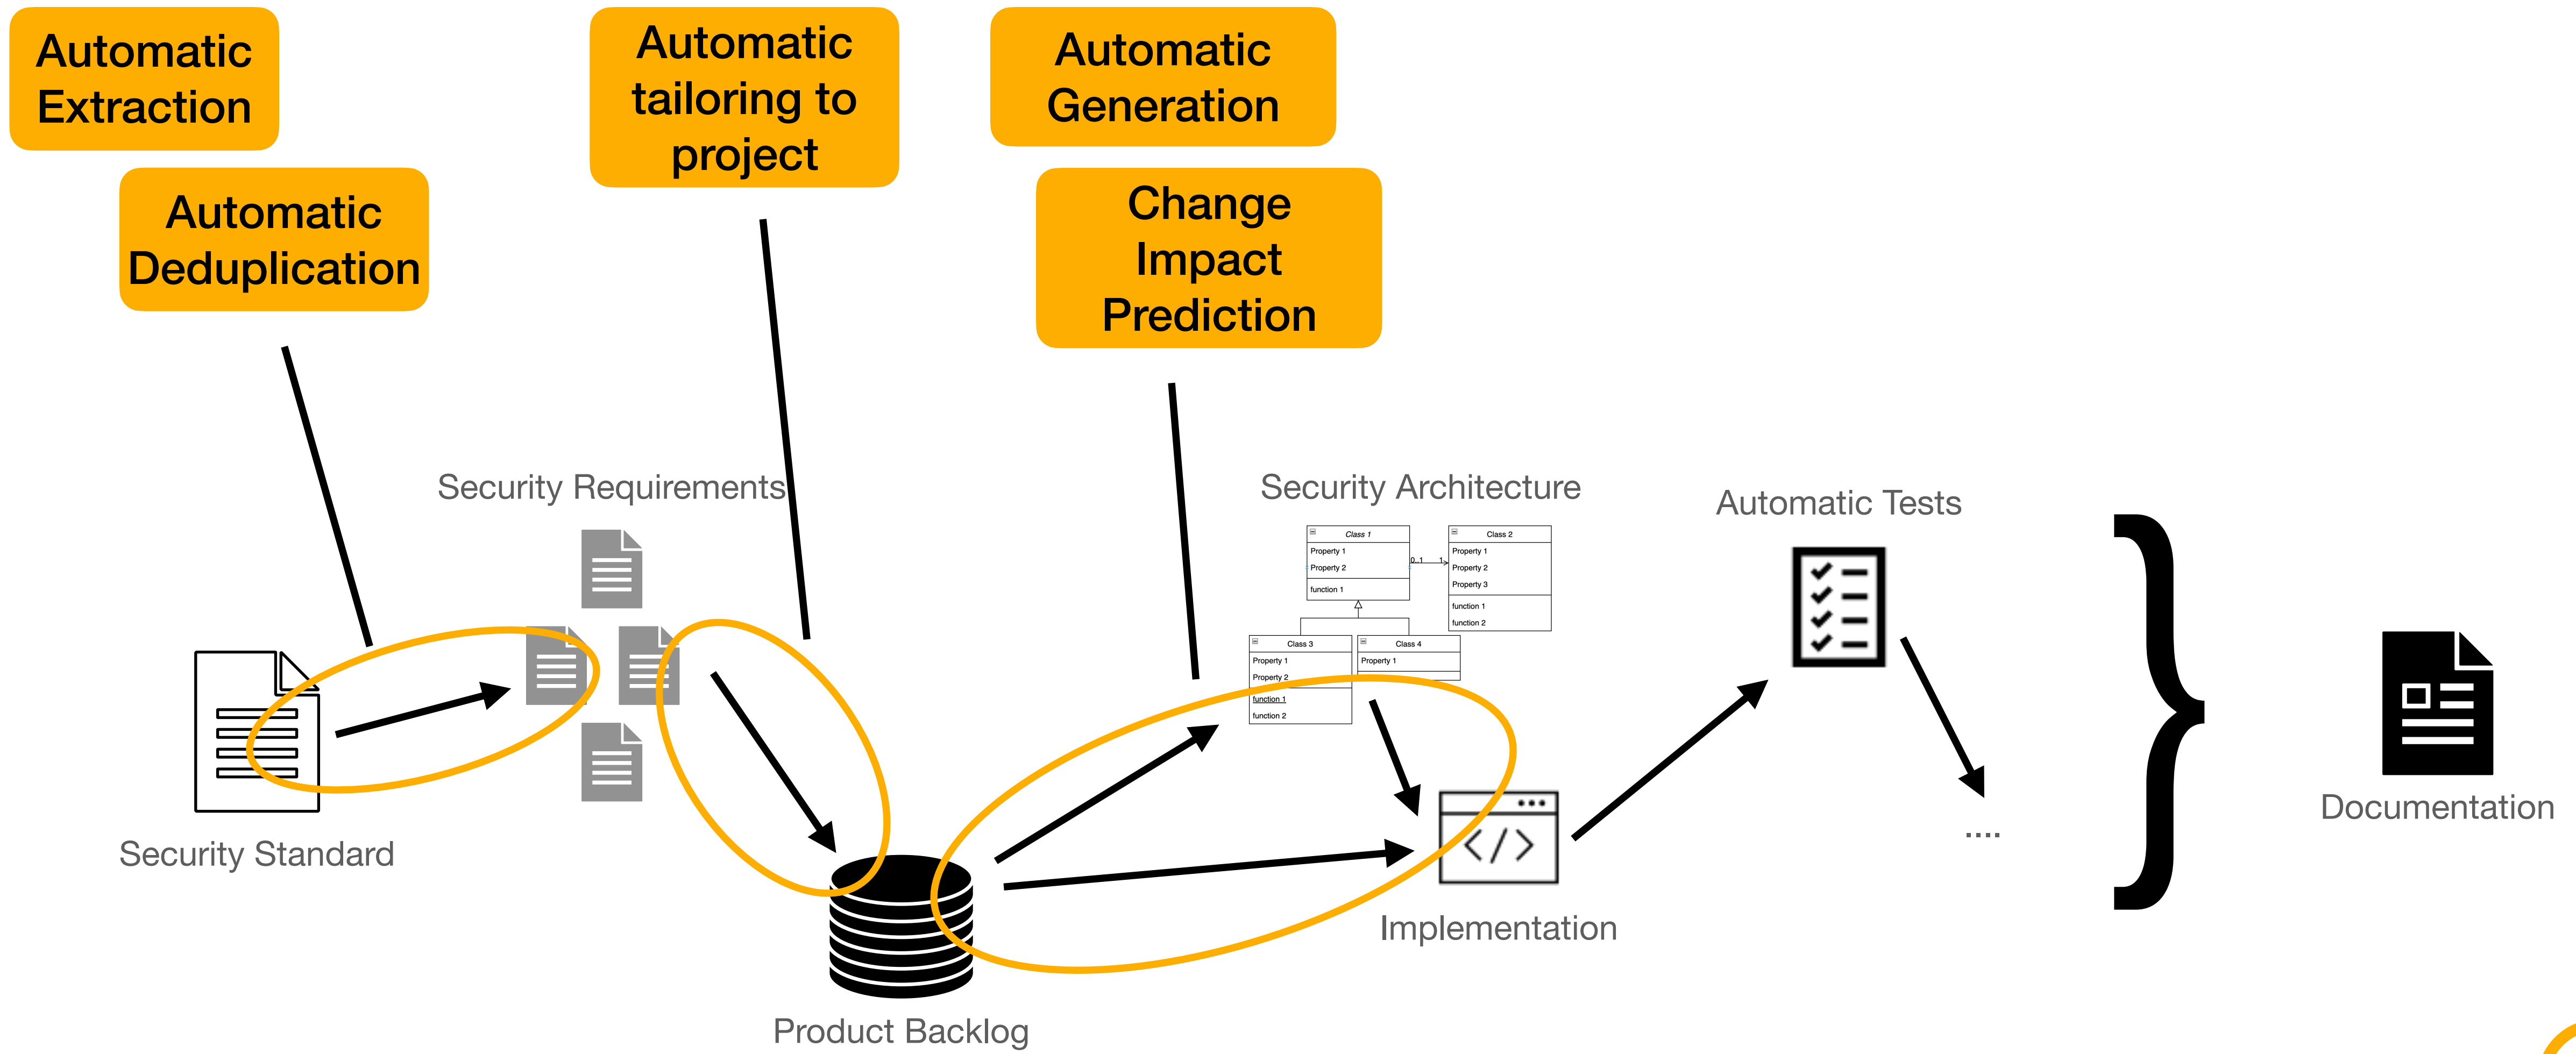 Automatic
Extraction
Automatic
Deduplication
Automatic
tailoring to
project
Automatic
Generation
Change
Impact
Prediction
Security Requirements
Security Architecture
Automatic Tests
Class 1
Property 1
Property 2
function 1
0..1
1
Class 2
Property 1
Property 2
Property 3
function 1
function 2
Class 3
Property 1
Property 2
function 1
function 2
Class 4
Property 1
</>
Security Standard
Product Backlog
Implementation
....
}
Documentation